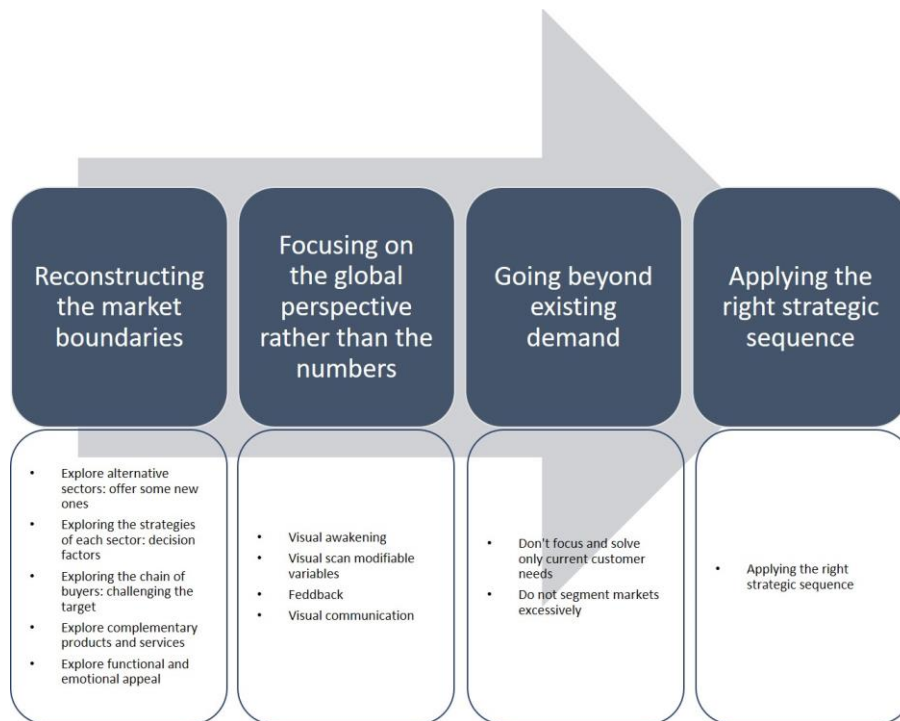 Reconstructing
the market
boundaries
Focusing on
the global
perspective
rather than the
numbers
Going beyond
existing
demand
Applying the
right strategic
sequence
• Explore alternative
sectors: offer some new
ones
• Exploring the strategies
of each sector: decision
factors
• Exploring the chain of
buyers: challenging the
target
• Explore complementary
products and services
• Explore functional and
emotional appeal
• Visual awakening
• Visual scan modifiable
variables
• Feddback
• Visual communication
• Don't focus and solve
only current customer
needs
• Do not segment markets
excessively
• Applying the right
strategic sequence